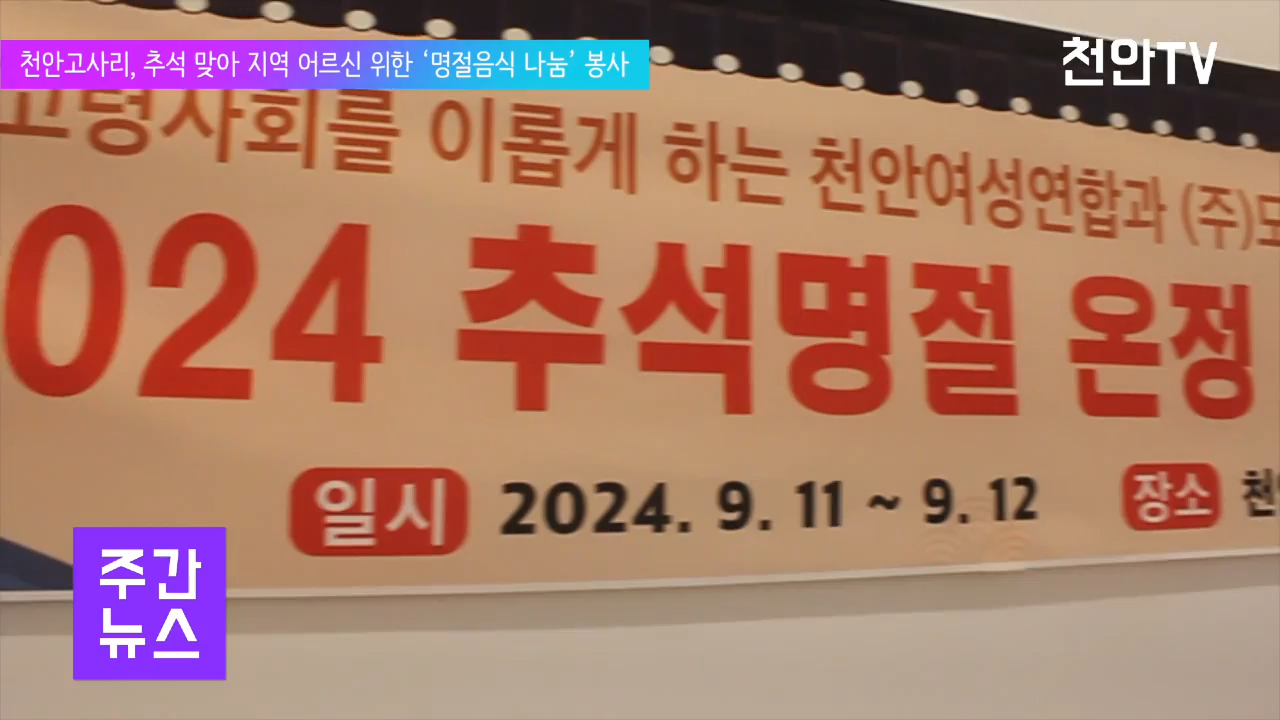 천안고사리, 추석 맞아 지역 어르신 위한 ‘명절음식 나눔’ 봉사
천안TV
고령사회를 이롭게 하는 천안여성연합과 (주)
024 추석명절 온정
일시 2024. 9. 11 ~ 9. 12 장소 천
주간
뉴스